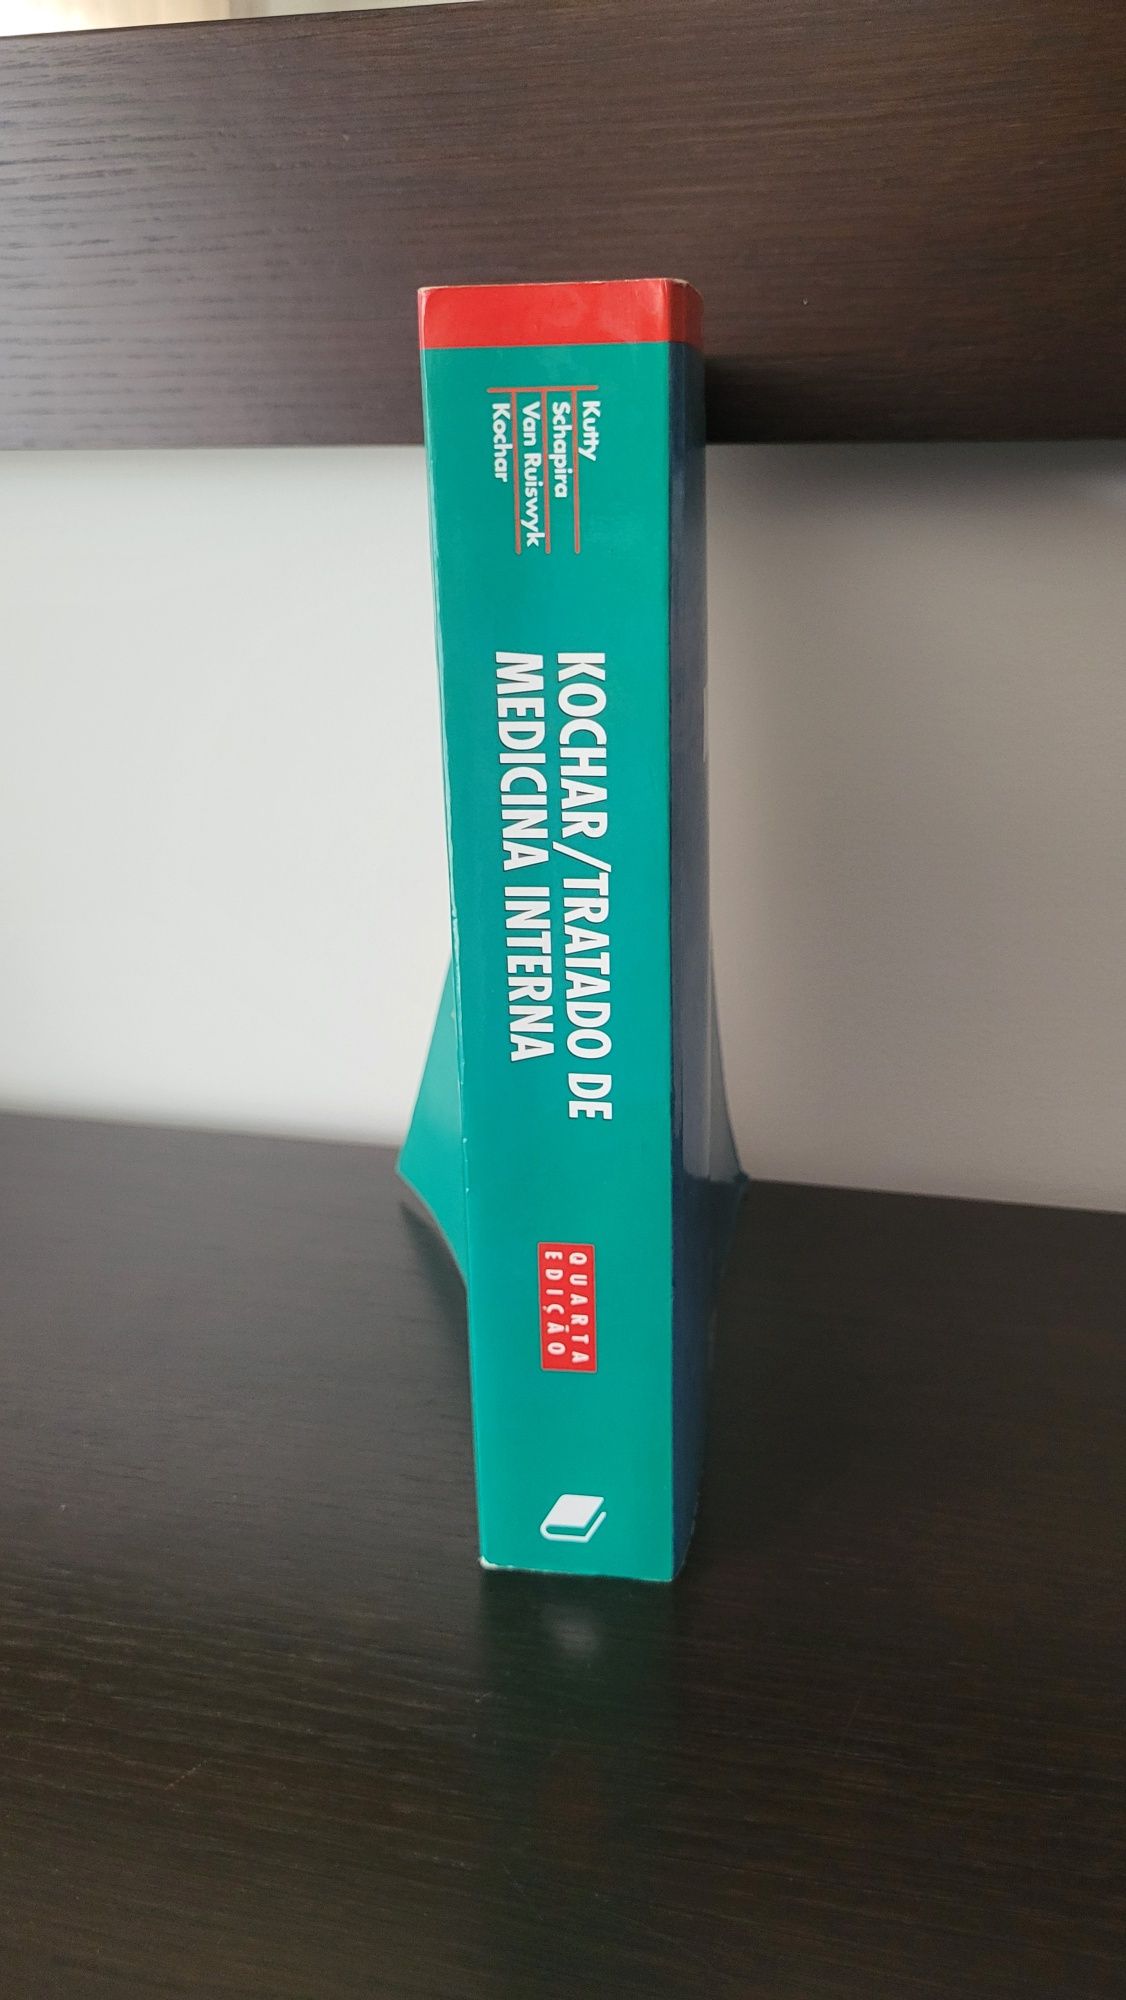 Kutty
Schapira
Van Ruiswyk
Kochar
KOCHAR/TRATADO DE
MEDICINA INTERNA
QUARTA
EDIÇÃO